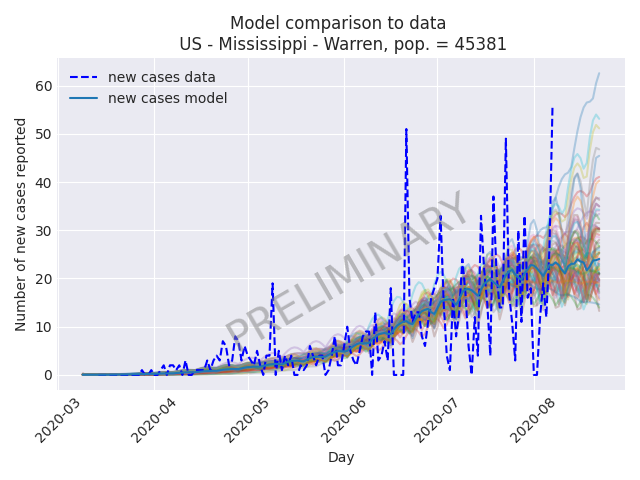 Model comparison to data
US - Mississippi - Warren, pop. = 45381
new cases data
new cases model
PRELIMINARY
Number of new cases reported
60
50
40
30
20
10
0
2020-03
2020-04
2020-05
2020-06
2020-07
2020-08
Day